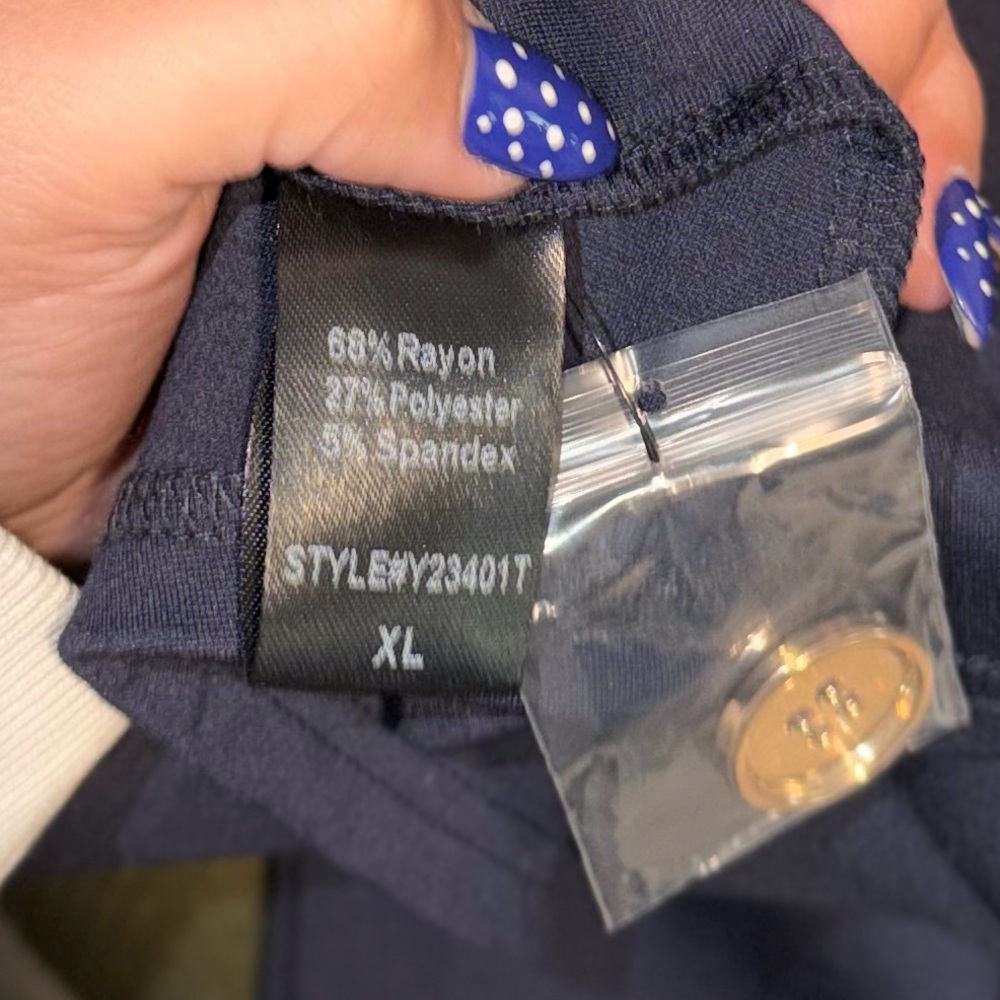 68% Rayon
27% Polyester
5% Spandex
STYLE#Y23401T
XL